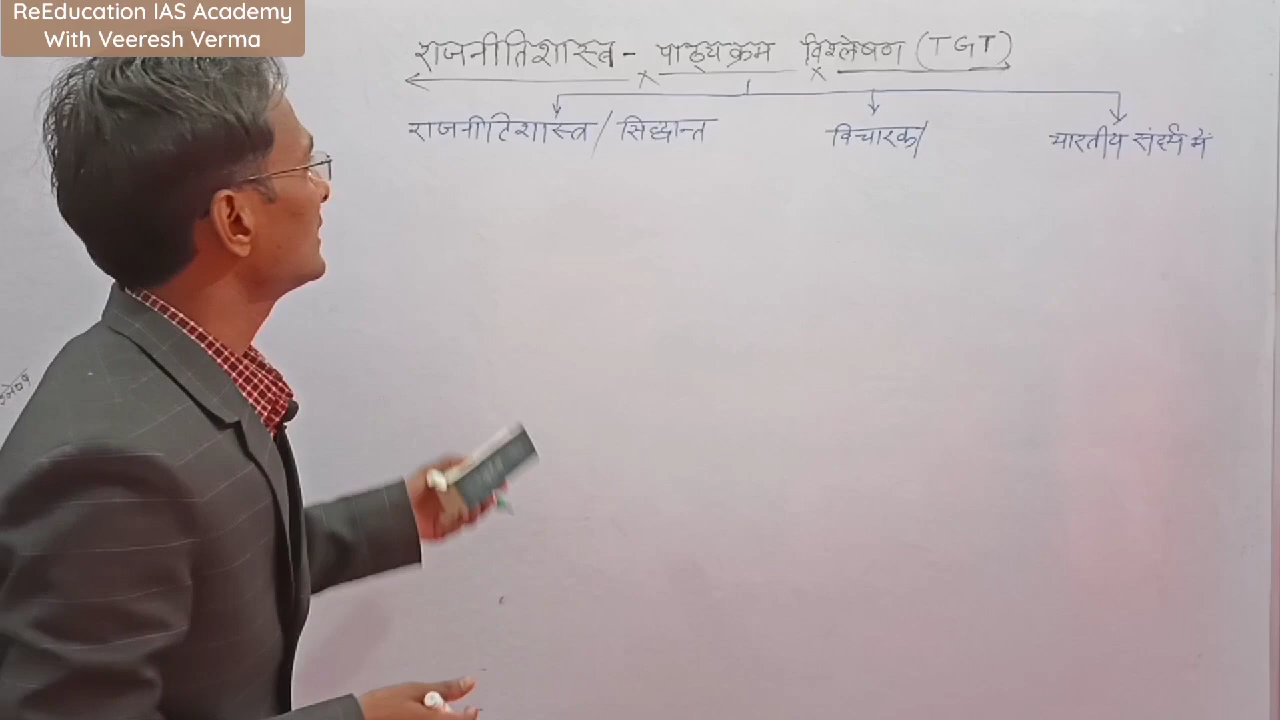 ReEducation IAS Academy
With Veeresh Verma
राजनीतिशास्त्र - पाठ्यक्रम विश्लेषण (TGT)
राजनीतिशास्त्र / सिद्धान्त
विचारक /
भारतीय संदर्भ में